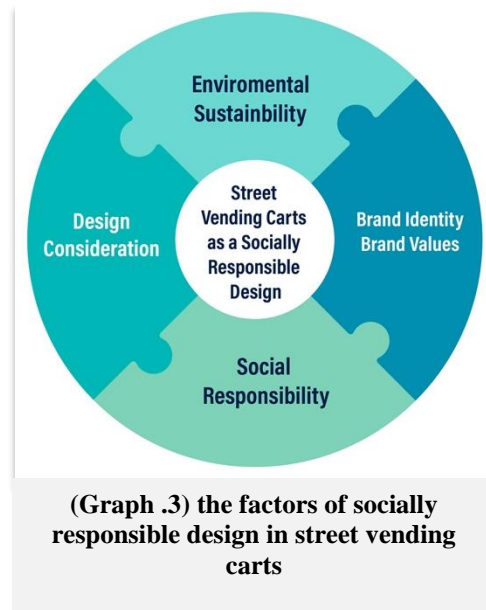 Enviromental
Sustainbility
Street
Vending Carts
as a Socially
Responsible
Design
Design
Consideration
Brand Identity
Brand Values
Social
Responsibility
(Graph .3) the factors of socially
responsible design in street vending
carts